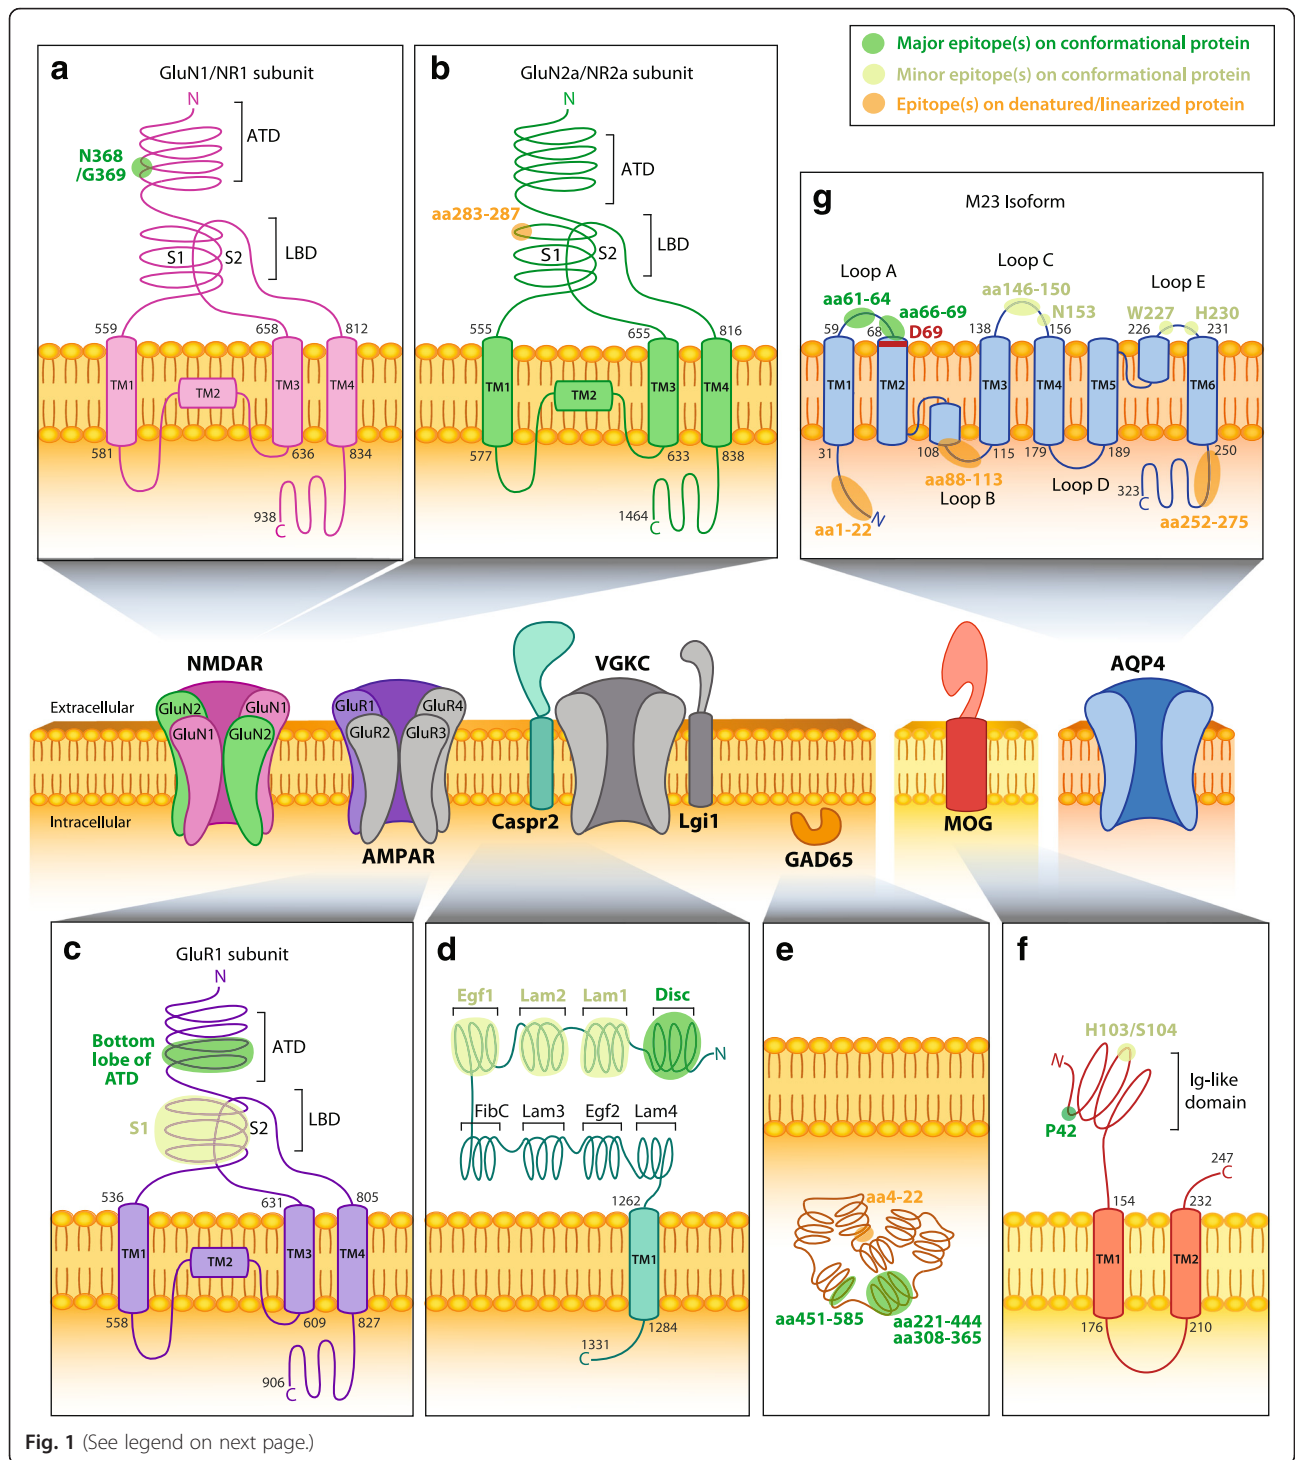 Major epitope(s) on conformational protein
Minor epitope(s) on conformational protein
Epitope(s) on denatured/linearized protein
a
GluN1/NR1 subunit
N
ATD
N368
/G369
LBD
S1
S2
559
658
812
TM1
TM2
TM3
TM4
581
636
834
938
C
b
GluN2a/NR2a subunit
N
ATD
aa283-287
LBD
S1
S2
555
655
816
TM1
TM2
TM3
TM4
577
633
838
1464
C
g
M23 Isoform
Loop A
Loop C
Loop E
aa61-64
aa66-69
D69
aa146-150
N153
W227
H230
59
68
138
156
226
231
TM1
TM2
TM3
TM4
TM5
TM6
31
108
115
179
189
250
aa88-113
Loop B
Loop D
323
C
aa1-22
N
aa252-275
NMDAR
VGKC
AQP4
Extracellular
GluN2
GluN1
GluN1
GluN2
GluR1
GluR4
GluR2
GluR3
Intracellular
Caspr2
Lgi1
MOG
AMPAR
GAD65
c
GluR1 subunit
N
Bottom
lobe of
ATD
ATD
LBD
S1
S2
536
631
805
TM1
TM2
TM3
TM4
558
609
827
906
C
d
Egf1
Lam2
Lam1
Disc
N
FibC
Lam3
Egf2
Lam4
1262
TM1
1284
1331
C
e
aa4-22
aa451-585
aa221-444
aa308-365
f
H103/S104
N
Ig-like
domain
P42
247
C
154
232
TM1
TM2
176
210
Fig. 1 (See legend on next page.)